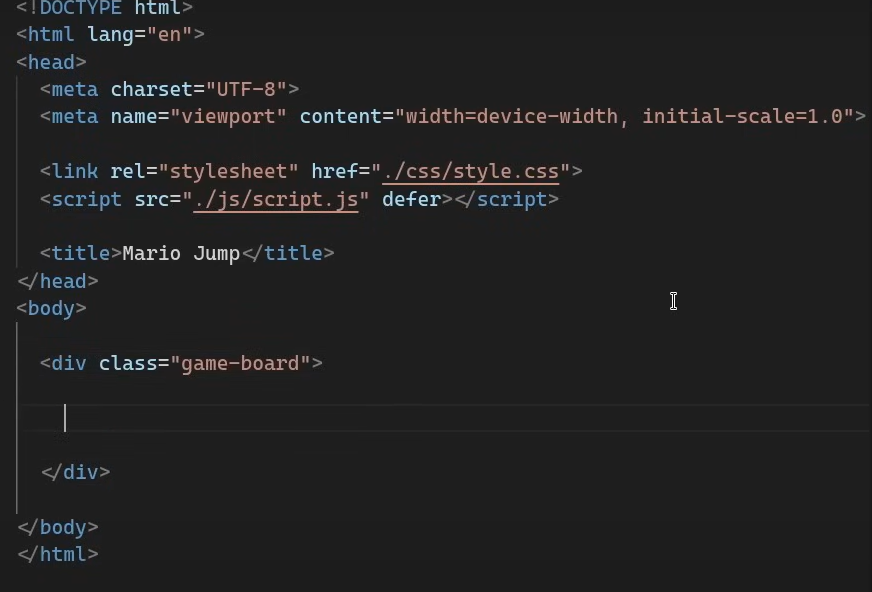 <!DOCTYPE html>
<html lang="en">
<head>
<meta charset="UTF-8">
<meta name="viewport" content="width=device-width, initial-scale=1.0">
<link rel="stylesheet" href="./css/style.css">
<script src="./js/script.js" defer></script>
<title>Mario Jump</title>
</head>
<body>
<div class="game-board">
</div>
</body>
</html>